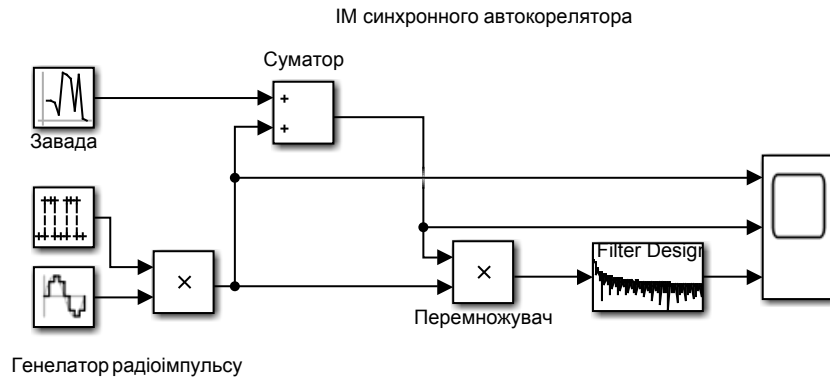 ІМ синхронного автокорелятора
Суматор
+
+
Завада
×
×
Filter Design
Перемножувач
Генелатор радіоімпульсу